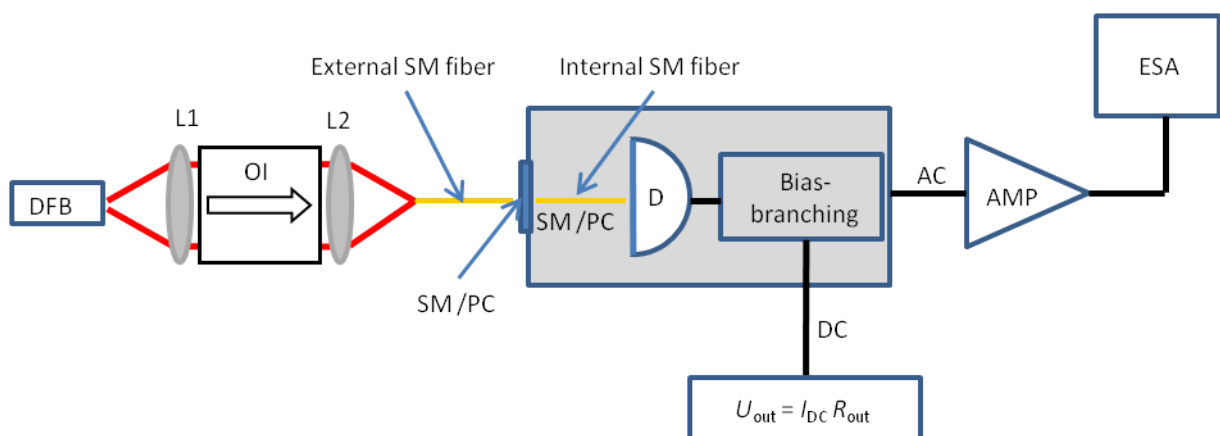 External SM fiber
Internal SM fiber
ESA
L1
L2
OI
DFB
D
Bias-
branching
AC
AMP
SM /PC
SM /PC
DC
U_out = I_DC R_out